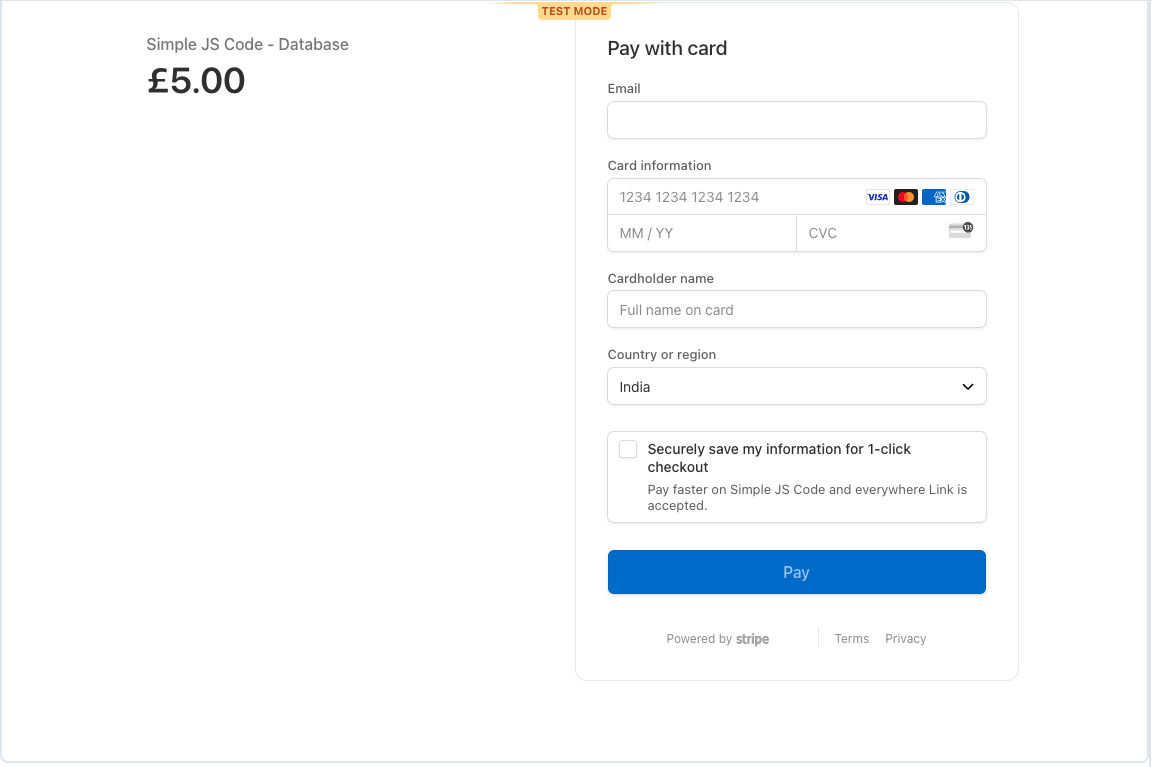 TEST MODE
Simple JS Code - Database
£5.00
Pay with card
Email
Card information
1234 1234 1234 1234
VISA
MM / YY
CVC
135
Cardholder name
Full name on card
Country or region
India
Securely save my information for 1-click
checkout
Pay faster on Simple JS Code and everywhere Link is
accepted.
Pay
Powered by stripe
Terms
Privacy